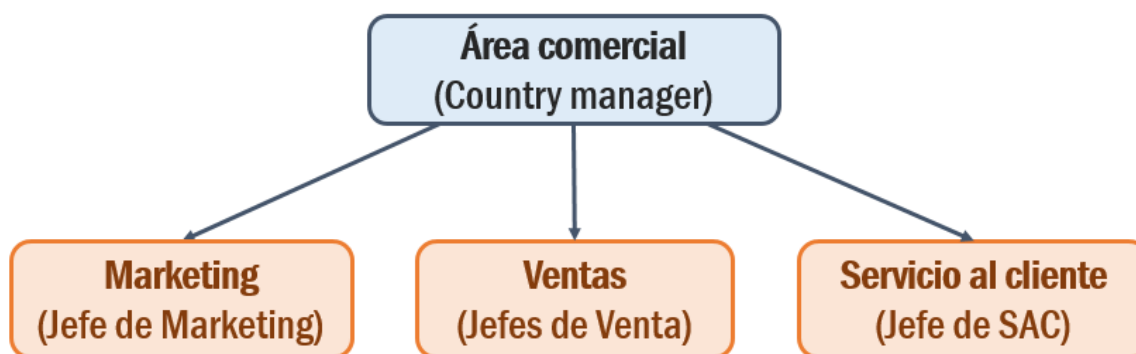 Área comercial
(Country manager)
Marketing
(Jefe de Marketing)
Ventas
(Jefes de Venta)
Servicio al cliente
(Jefe de SAC)